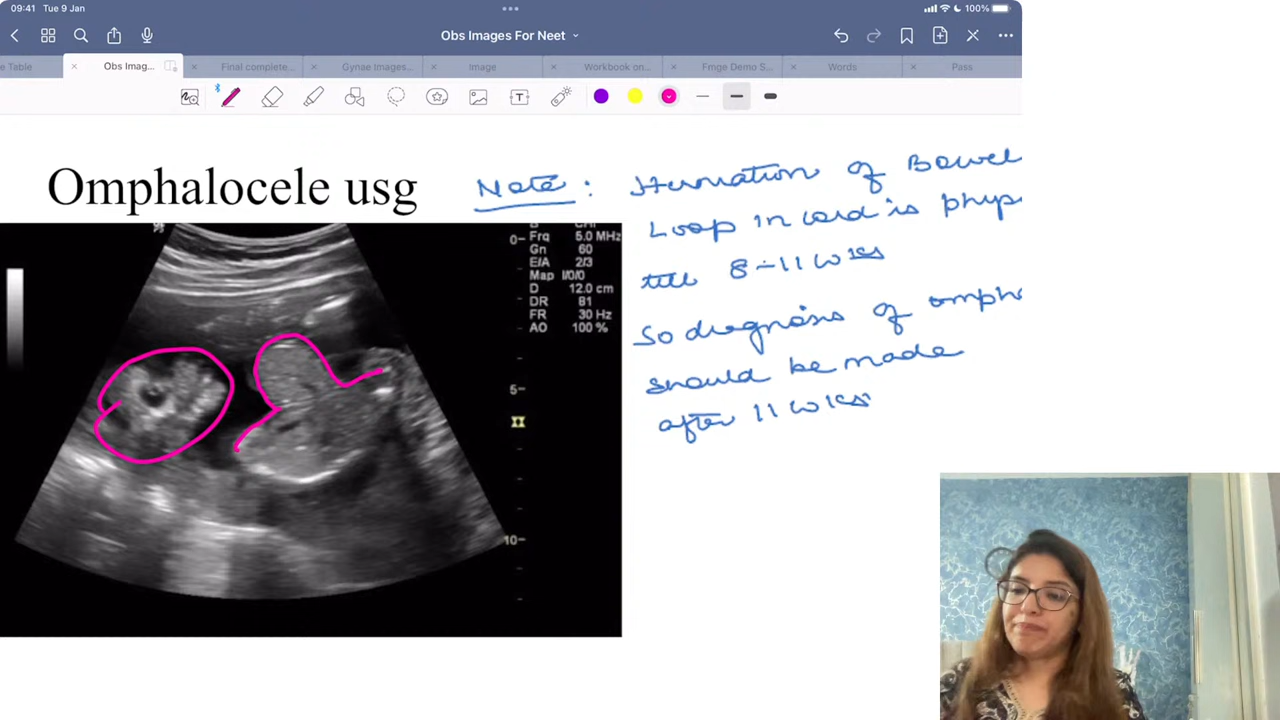 09:41 Tue 9 Jan
100%
Obs Images For Neet
e Table
Obs Imag...
Final complete...
Gynae Images...
Image
Workbook on...
Fmge Demo S...
Words
Pass
Omphalocele usg
Note: Herniation of Bowel
Loop in cord is phys
till 8-11 wks
So diagnosis of ompha
should be made
after 11 wks
0
Frq 5.0 MHz
Gn 60
E/A 2/3
Map I/0/0
D 12.0 cm
DR 81
FR 30 Hz
AO 100 %
5
10